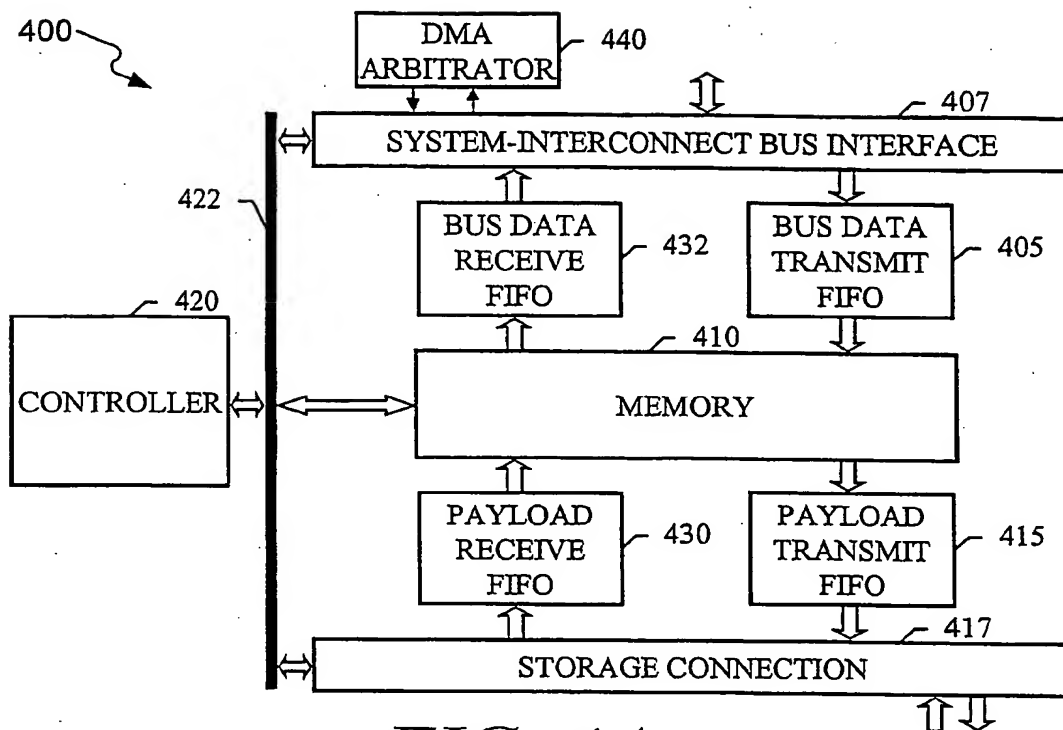 400
DMA
ARBITRATOR
440
407
SYSTEM-INTERCONNECT BUS INTERFACE
422
BUS DATA
RECEIVE
FIFO
432
BUS DATA
TRANSMIT
FIFO
405
420
CONTROLLER
410
MEMORY
PAYLOAD
RECEIVE
FIFO
430
PAYLOAD
TRANSMIT
FIFO
415
417
STORAGE CONNECTION